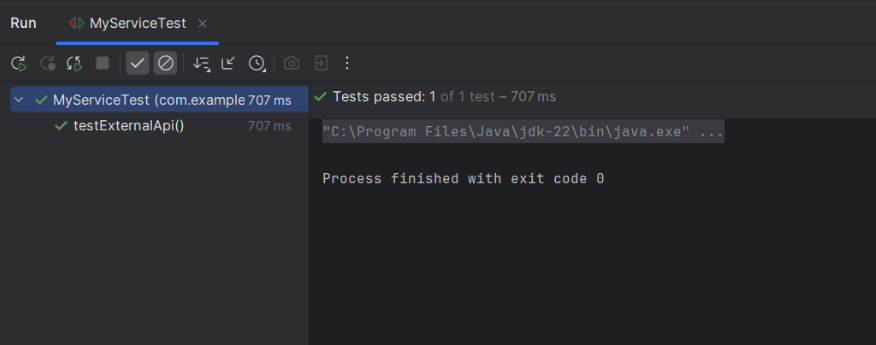 Run MyServiceTest
Tests passed: 1 of 1 test – 707 ms
MyServiceTest (com.example 707 ms
testExternalApi() 707 ms
"C:\Program Files\Java\jdk-22\bin\java.exe" ...
Process finished with exit code 0